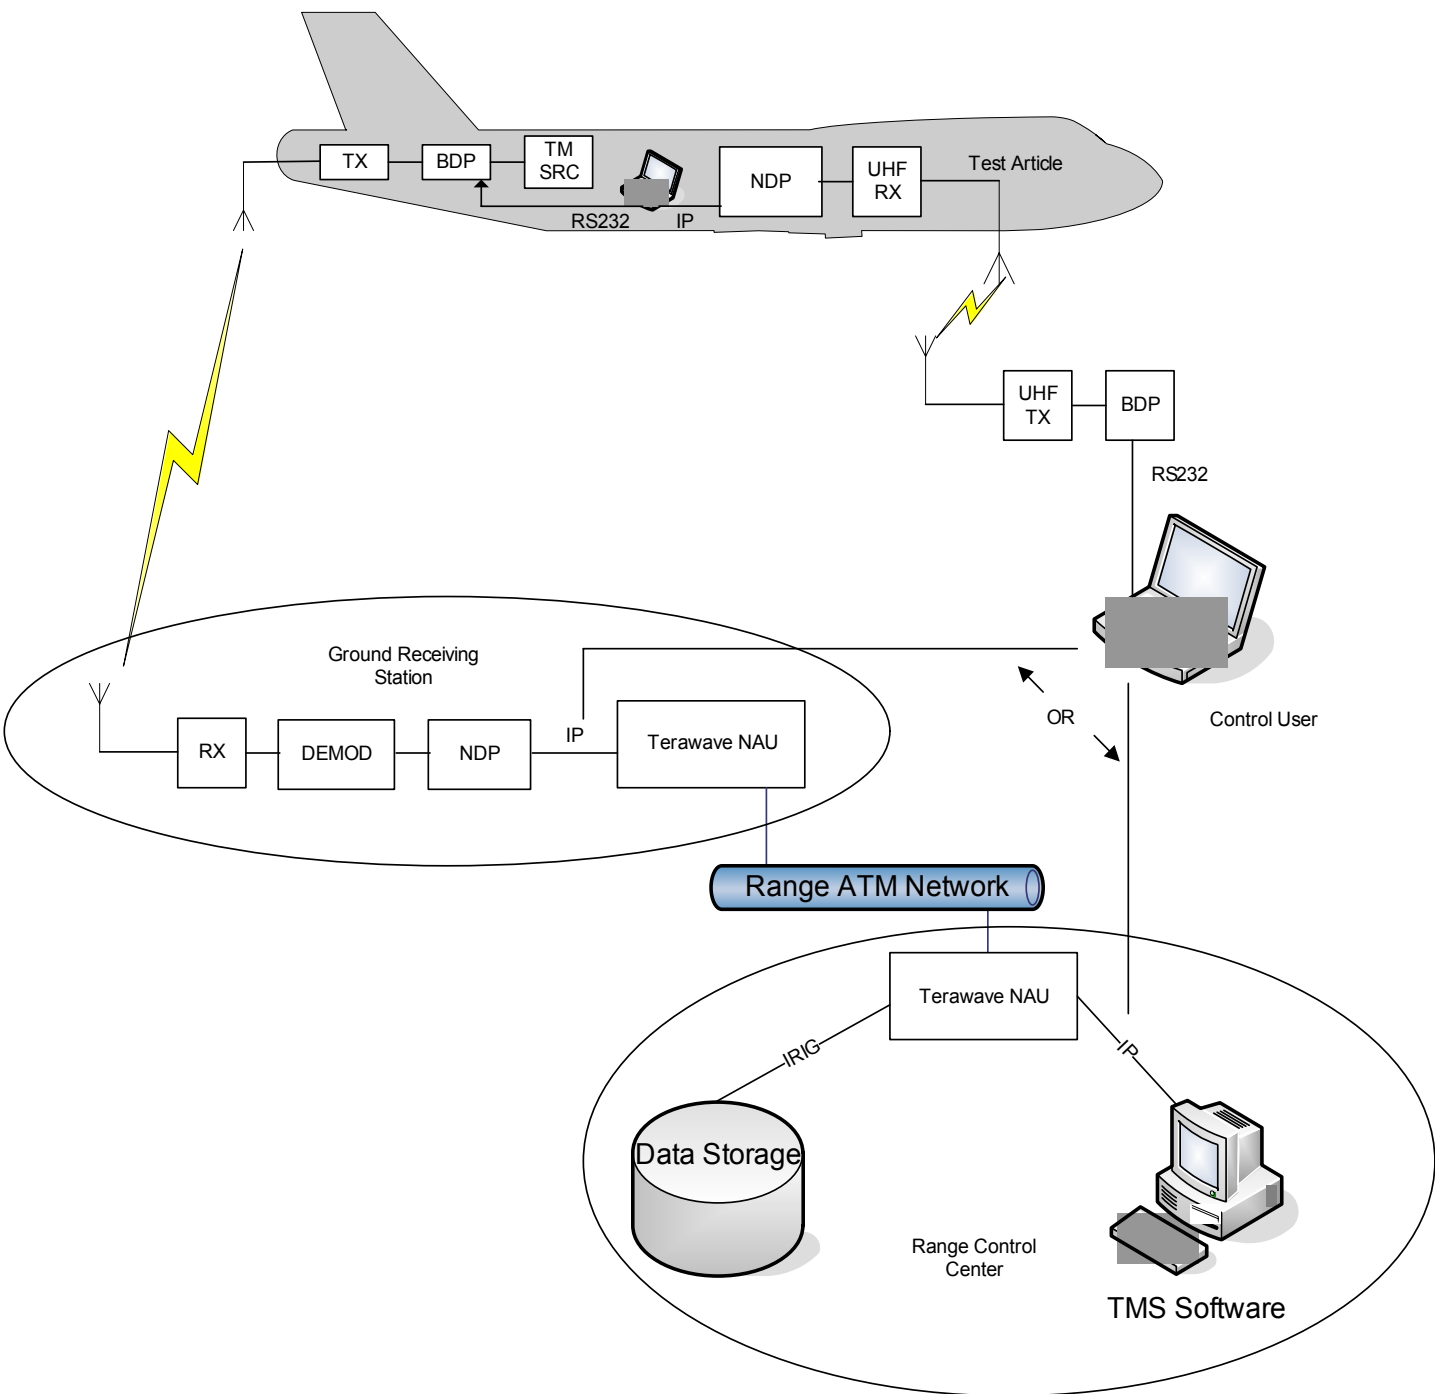 TX
BDP
TM
SRC
NDP
UHF
RX
Test Article
RS232
IP
UHF
TX
BDP
RS232
Ground Receiving
Station
OR
Control User
RX
DEMOD
NDP
IP
Terawave NAU
Range ATM Network
Terawave NAU
IRIG
IP
Data Storage
Range Control
Center
TMS Software